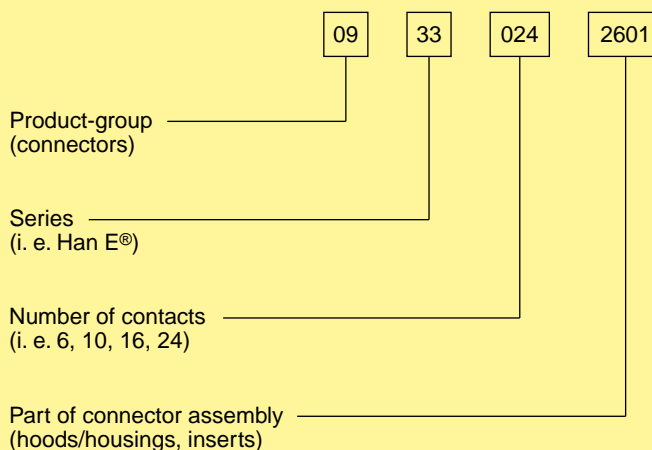 09 33 024 2601
Product-group
(connectors)
Series
(i. e. Han E®)
Number of contacts
(i. e. 6, 10, 16, 24)
Part of connector assembly
(hoods/housings, inserts)